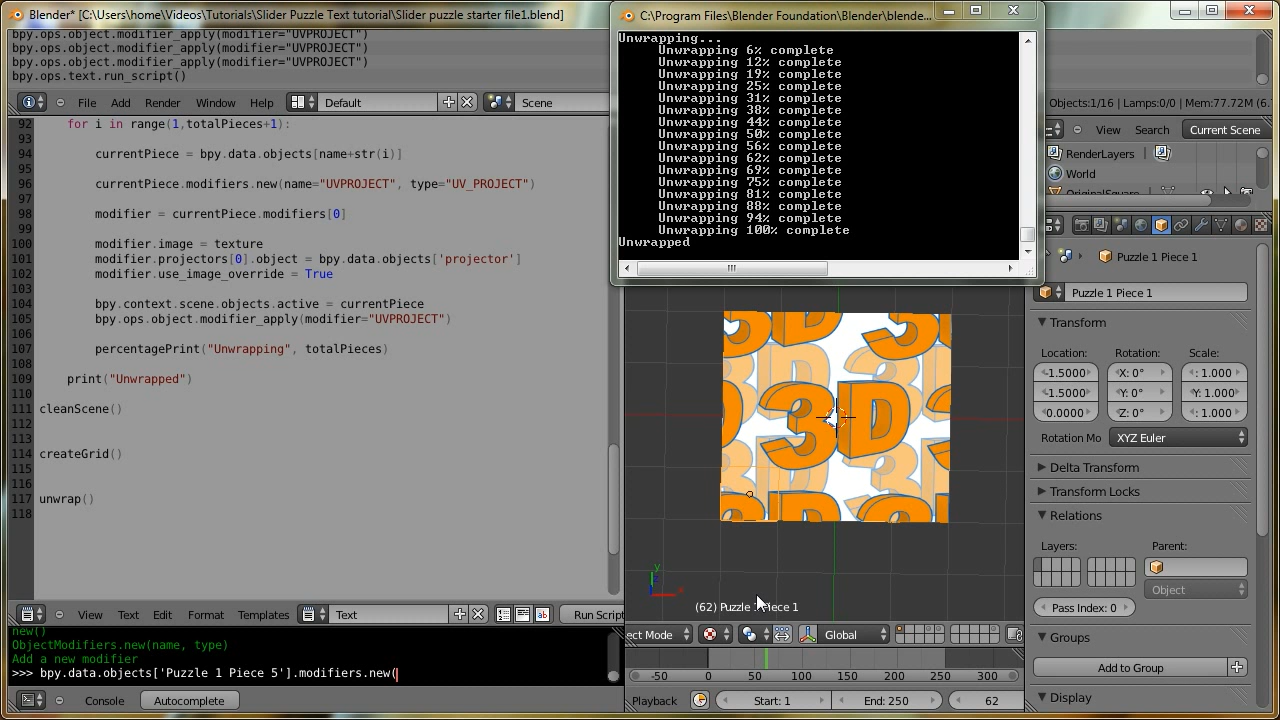 Blender* [C:\Users\home\Videos\Tutorials\Slider Puzzle Text tutorial\Slider puzzle starter file1.blend]
bpy.ops.object.modifier_apply(modifier="UVPROJECT")
bpy.ops.object.modifier_apply(modifier="UVPROJECT")
bpy.ops.object.modifier_apply(modifier="UVPROJECT")
bpy.ops.text.run_script()
File Add Render Window Help Default Scene
92 for i in range(1,totalPieces+1):
93
94 currentPiece = bpy.data.objects[name+str(i)]
95
96 currentPiece.modifiers.new(name="UVPROJECT", type="UV_PROJECT")
97
98 modifier = currentPiece.modifiers[0]
99
100 modifier.image = texture
101 modifier.projectors[0].object = bpy.data.objects['projector']
102 modifier.use_image_override = True
103
104 bpy.context.scene.objects.active = currentPiece
105 bpy.ops.object.modifier_apply(modifier="UVPROJECT")
106
107 percentagePrint("Unwrapping", totalPieces)
108
109 print("Unwrapped")
110
111 cleanScene()
112
113
114 createGrid()
115
116
117 unwrap()
118
View Text Edit Format Templates Text Run Script
new()
ObjectModifiers.new(name, type)
Add a new modifier
>>> bpy.data.objects['Puzzle 1 Piece 5'].modifiers.new(
Console Autocomplete
C:\Program Files\Blender Foundation\Blender\blende...
Unwrapping...
Unwrapping 6% complete
Unwrapping 12% complete
Unwrapping 19% complete
Unwrapping 25% complete
Unwrapping 31% complete
Unwrapping 38% complete
Unwrapping 44% complete
Unwrapping 50% complete
Unwrapping 56% complete
Unwrapping 62% complete
Unwrapping 69% complete
Unwrapping 75% complete
Unwrapping 81% complete
Unwrapping 88% complete
Unwrapping 94% complete
Unwrapping 100% complete
Unwrapped
3D
(62) Puzzle 1 Piece 1
ect Mode Global
-50 0 50 100 150 200 250 300
Playback Start: 1 End: 250 62
Objects:1/16 | Lamps:0/0 | Mem:77.72M (6.
View Search Current Scene
RenderLayers
World
OriginalSquare
Puzzle 1 Piece 1
Puzzle 1 Piece 1
Transform
Location: Rotation: Scale:
-1.5000 X: 0° : 1.000
-1.5000 Y: 0° Y: 1.000
0.0000 Z: 0° : 1.000
Rotation Mo XYZ Euler
Delta Transform
Transform Locks
Relations
Layers: Parent:
Object
Pass Index: 0
Groups
Add to Group
Display